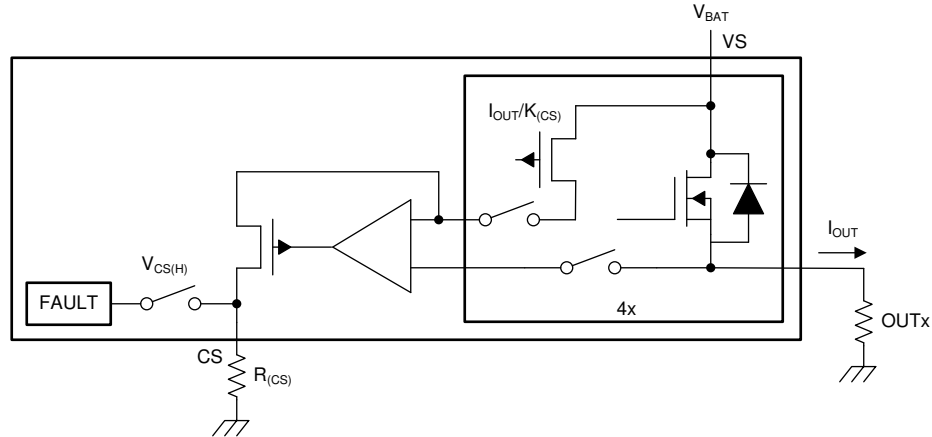 V_BAT
VS
I_OUT/K_(CS)
I_OUT
V_CS(H)
FAULT
4x
OUTx
CS
R_(CS)